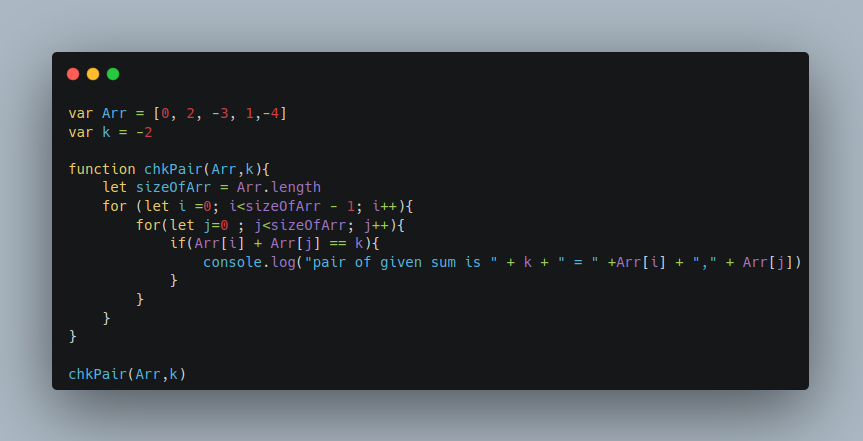 var Arr = [0, 2, -3, 1,-4]
var k = -2
function chkPair(Arr,k){
let sizeOfArr = Arr.length
for (let i =0; i<sizeOfArr - 1; i++){
for(let j=0 ; j<sizeOfArr; j++){
if(Arr[i] + Arr[j] == k){
console.log("pair of given sum is " + k + " = " +Arr[i] + "," + Arr[j])
}
}
}
}
chkPair(Arr,k)